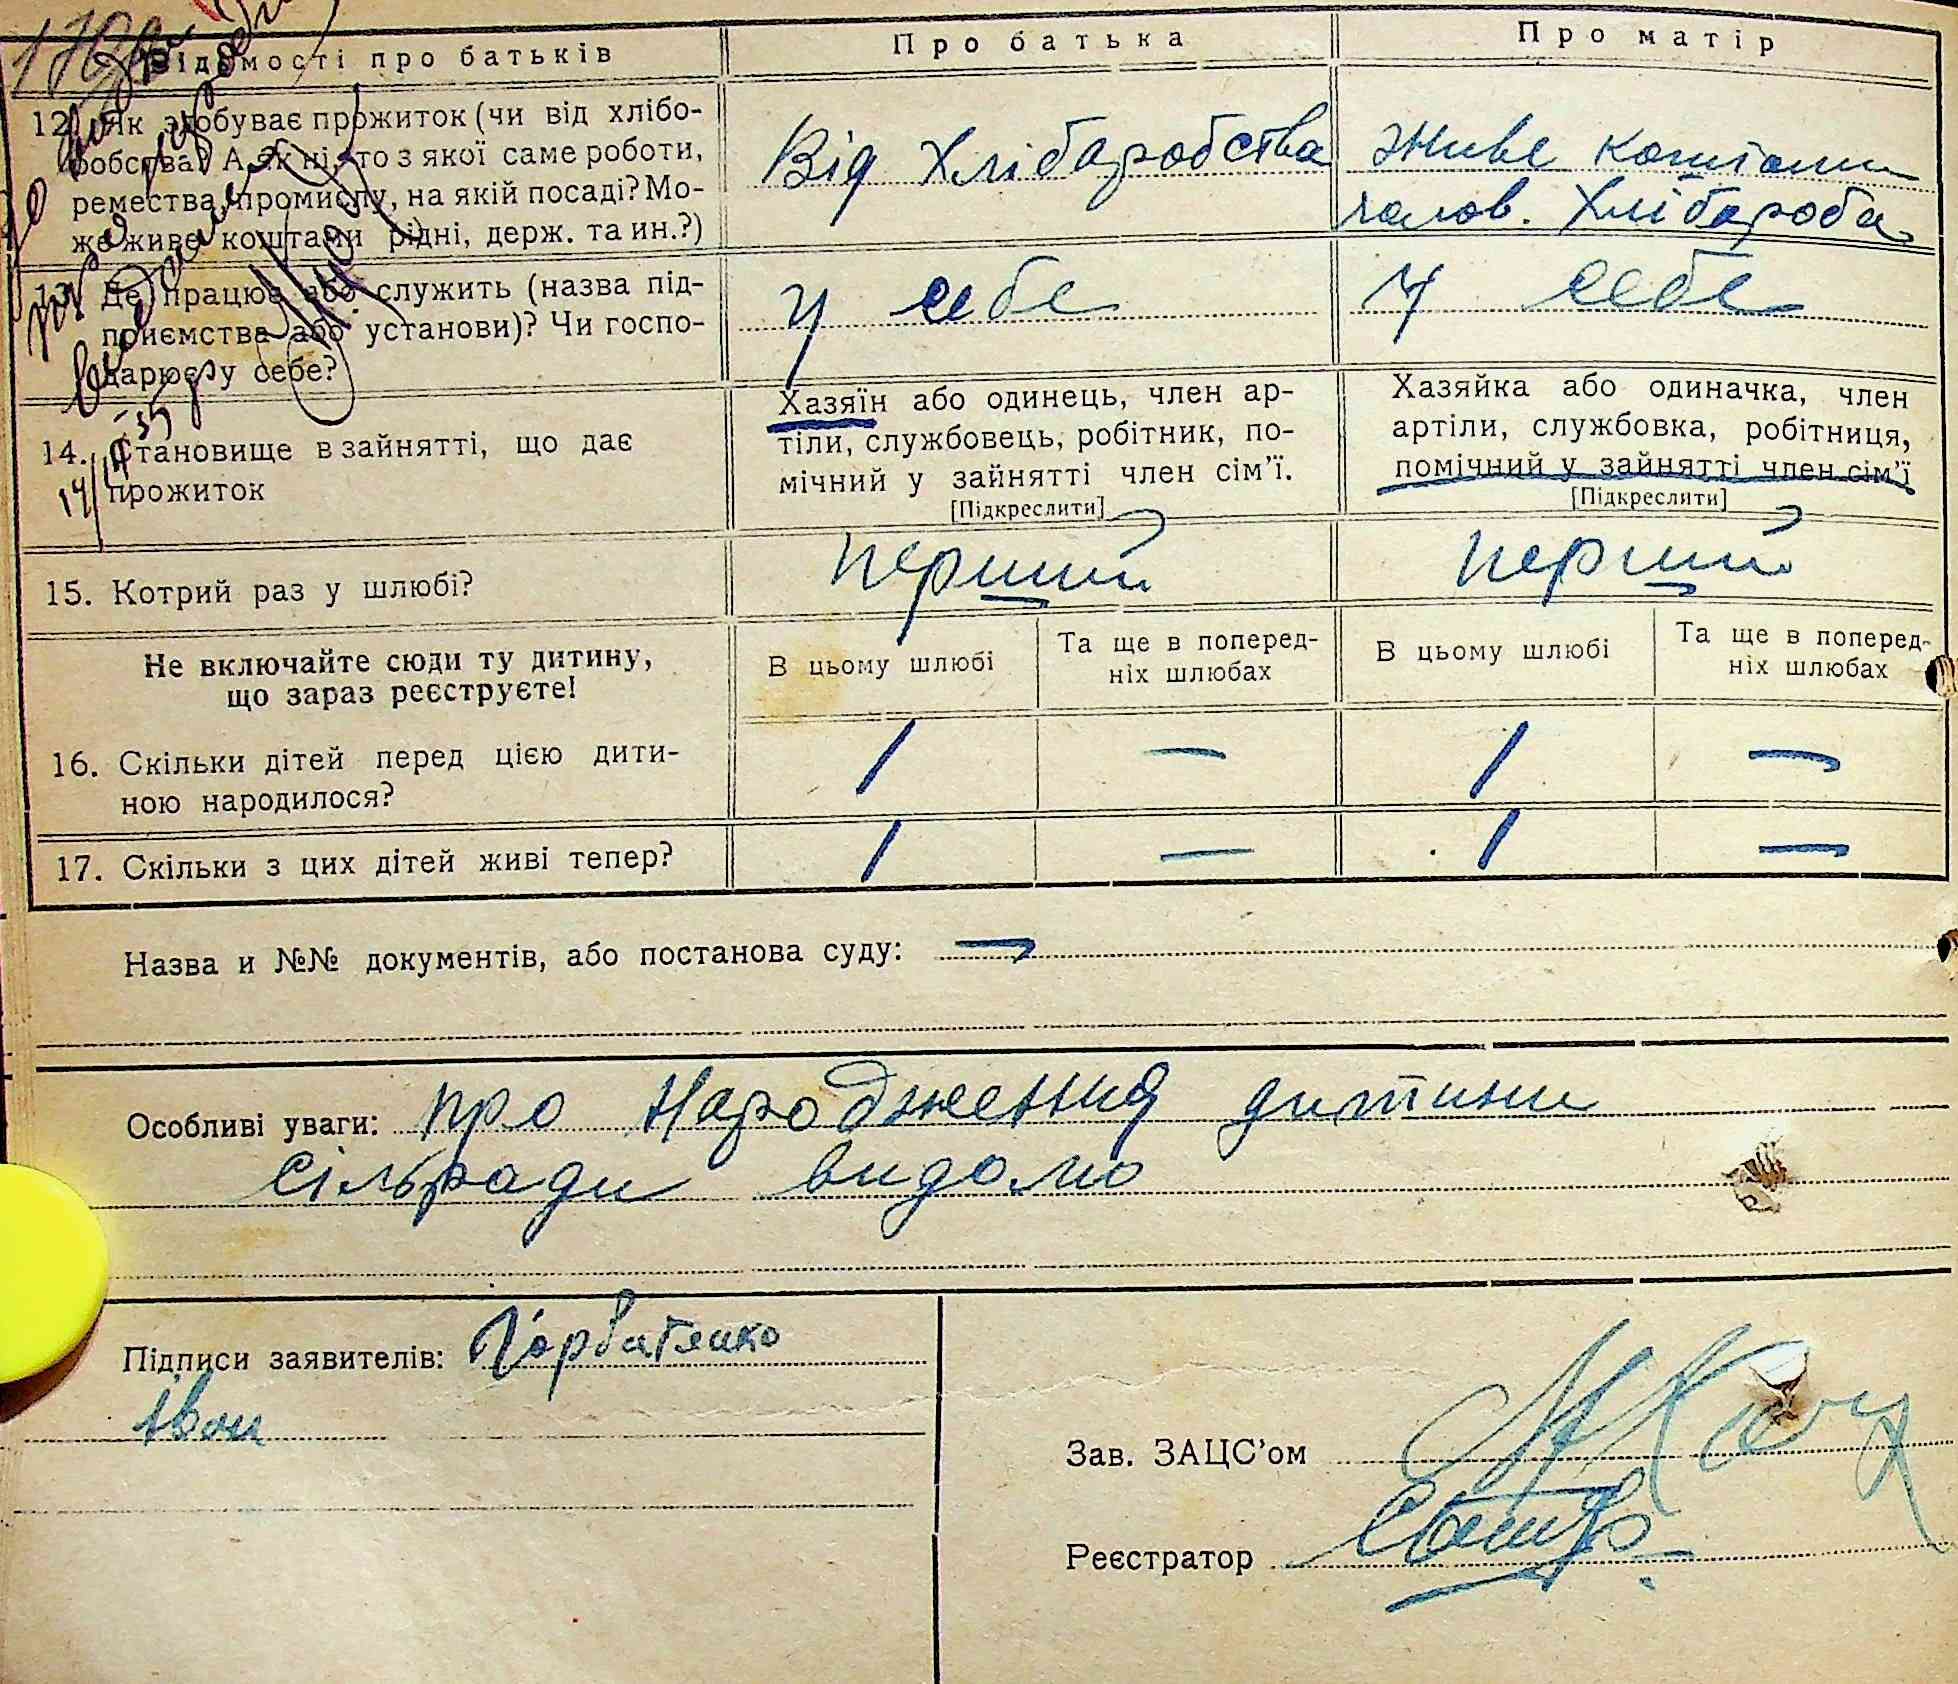 Відомості про батьків
Про батька
Про матір
12. Як здобуває прожиток (чи від хлібо-
робства? А як ні, то з якої саме роботи,
ремества, промислу, на якій посаді? Мо-
же живе коштами рідні, держ. та ин.?)
Від Хлібаробства
Живе коштами
чолов. Хлібароба
13. Де працює або служить (назва під-
приємства або установи)? Чи госпо-
дарює у себе?
у себе
У себе
14. Становище в зайнятті, що дає
прожиток
Хазяїн або одинець, член ар-
тіли, службовець, робітник, по-
мічний у зайнятті член сім’ї.
[Підкреслити]
Хазяйка або одиначка, член
артіли, службовка, робітниця,
помічний у зайнятті член сім’ї
[Підкреслити]
15. Котрий раз у шлюбі?
перший
перший
Не включайте сюди ту дитину,
що зараз реєструєте!
В цьому шлюбі
Та ще в поперед-
ніх шлюбах
В цьому шлюбі
Та ще в поперед-
ніх шлюбах
16. Скільки дітей перед цією дити-
ною народилося?
1 — 1 —
17. Скільки з цих дітей живі тепер?
1 — 1 —
Назва и №№ документів, або постанова суду: —
Особливі уваги: про Народження дитини
сільради видомо
Підписи заявителів: Горбатенко
Іван
Зав. ЗАЦС’ом
Реєстратор